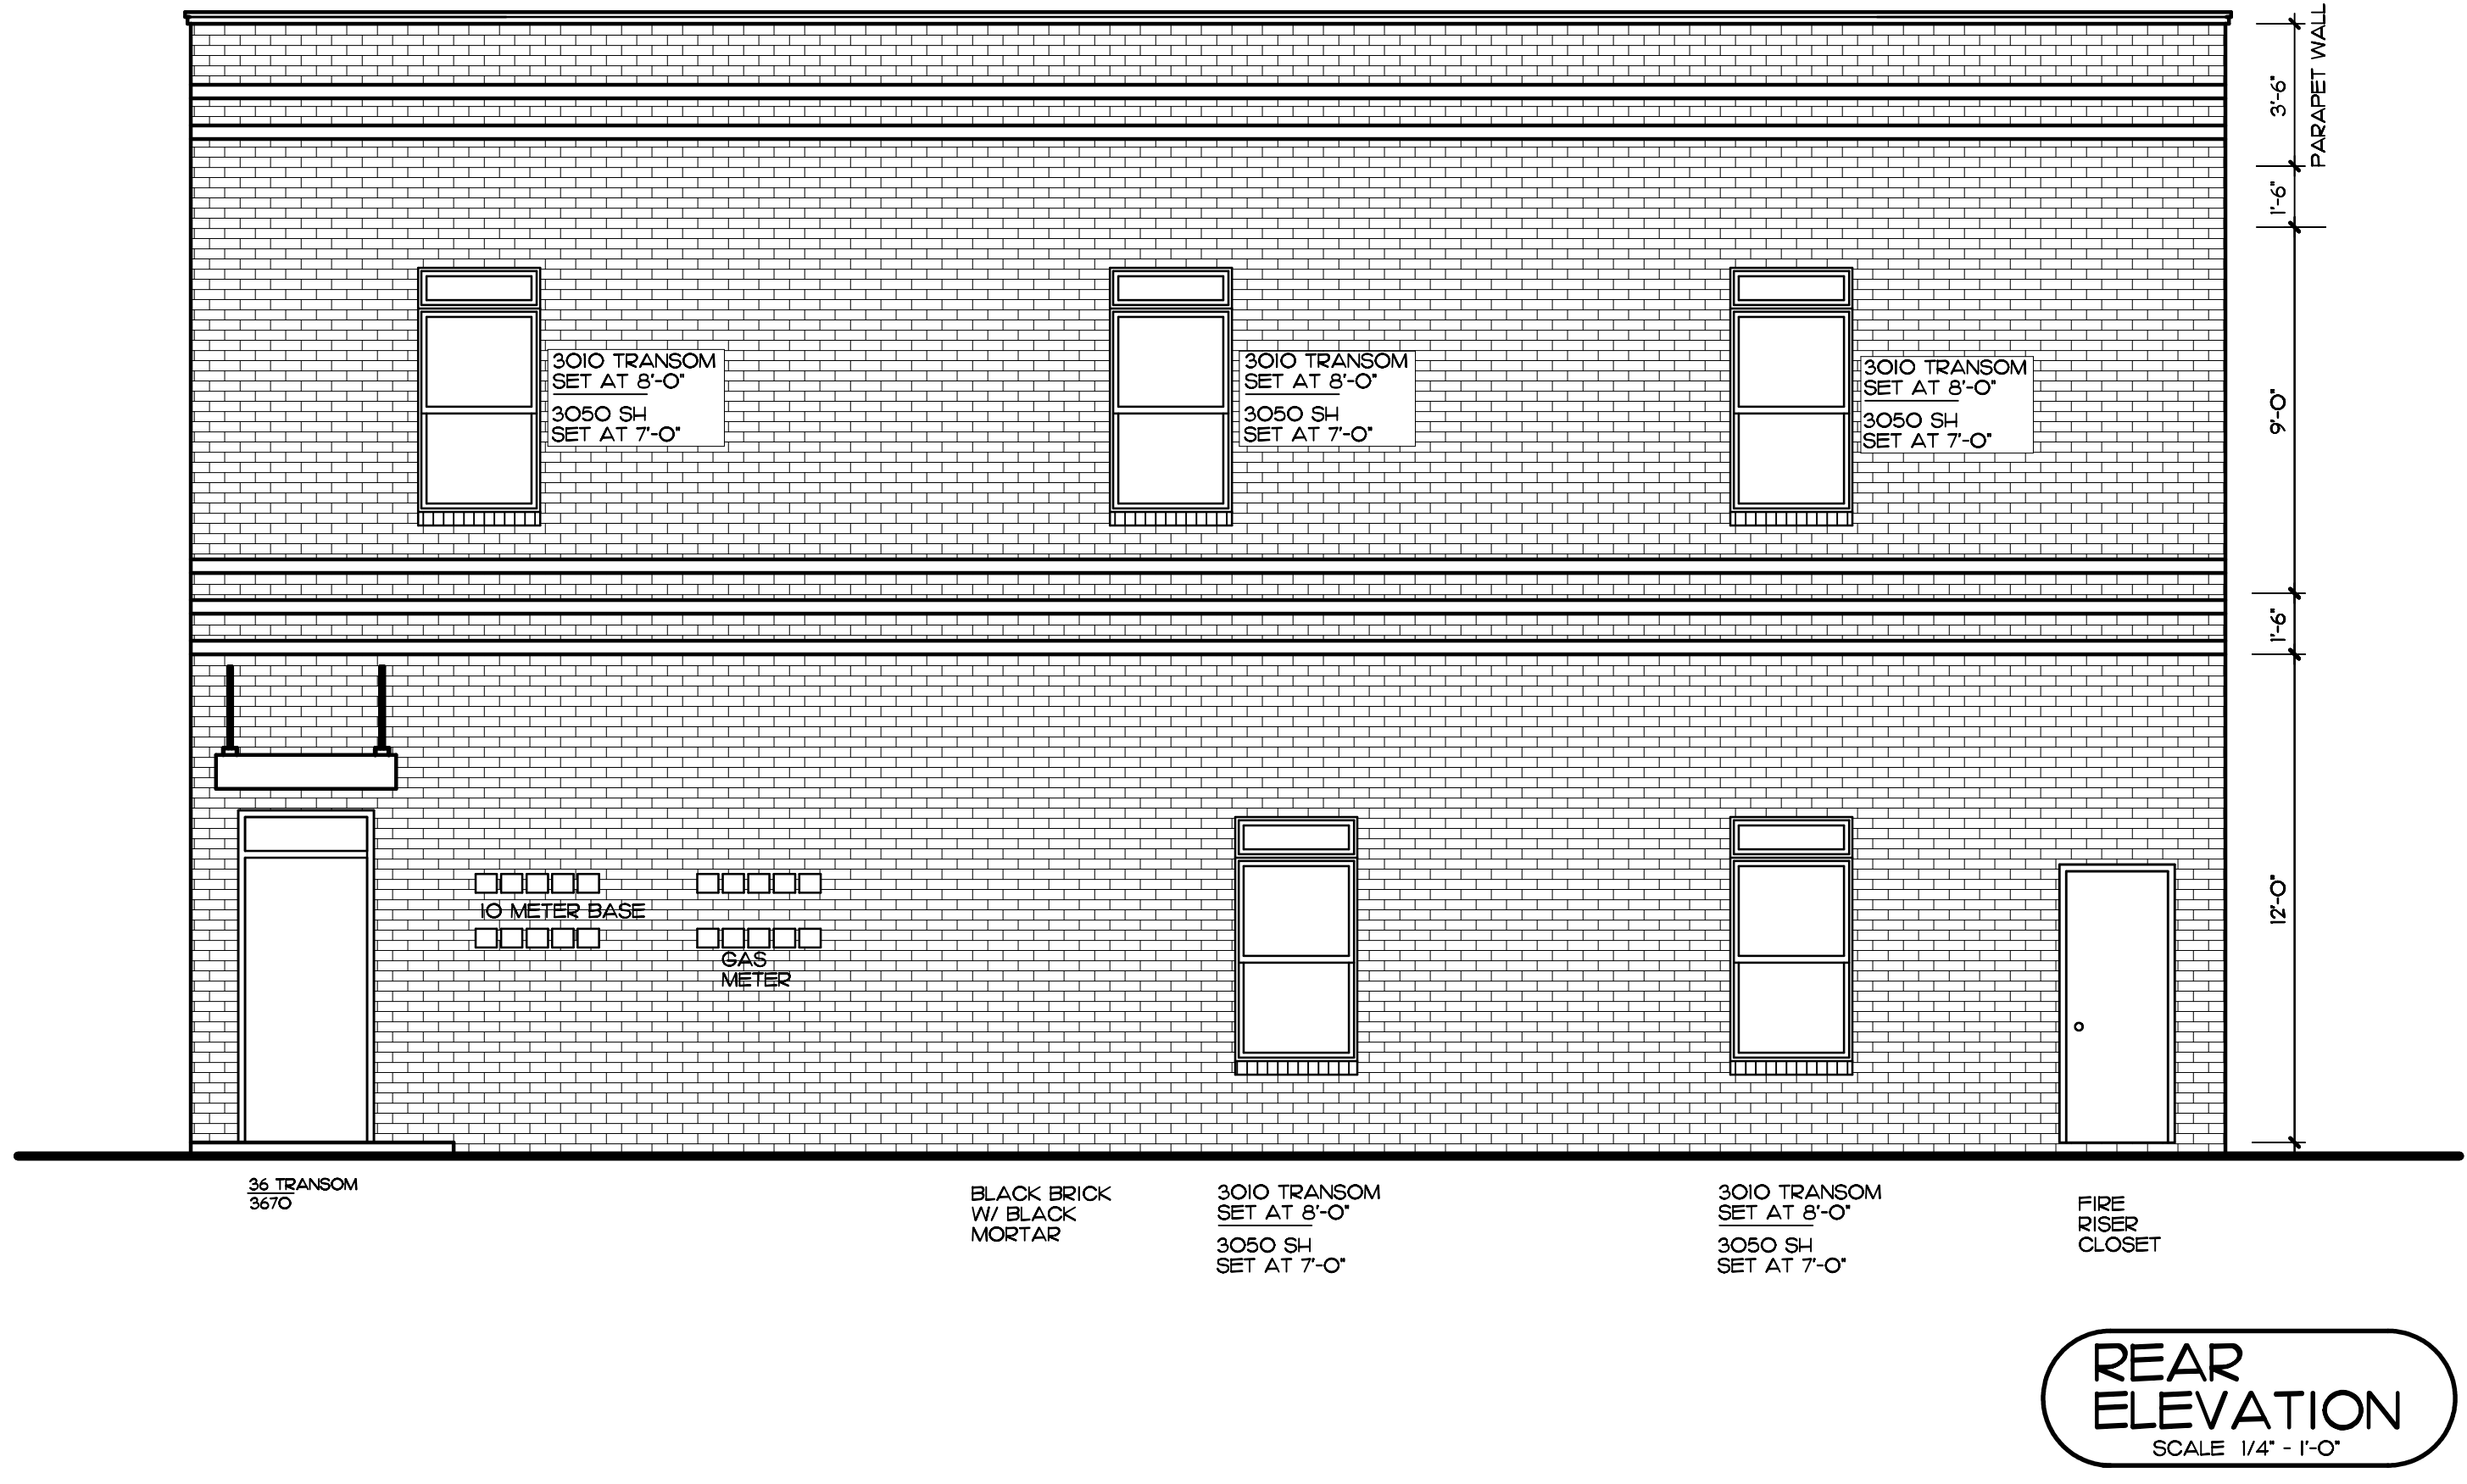 PARAPET WALL
3'-6"
1'-6"
3010 TRANSOM
SET AT 8'-0"
3050 SH
SET AT 7'-0"
3010 TRANSOM
SET AT 8'-0"
3050 SH
SET AT 7'-0"
3010 TRANSOM
SET AT 8'-0"
3050 SH
SET AT 7'-0"
9'-0"
1'-6"
12'-0"
10 METER BASE
GAS
METER
36 TRANSOM
3670
BLACK BRICK
W/ BLACK
MORTAR
3010 TRANSOM
SET AT 8'-0"
3050 SH
SET AT 7'-0"
3010 TRANSOM
SET AT 8'-0"
3050 SH
SET AT 7'-0"
FIRE
RISER
CLOSET
REAR
ELEVATION
SCALE 1/4" - 1'-0"